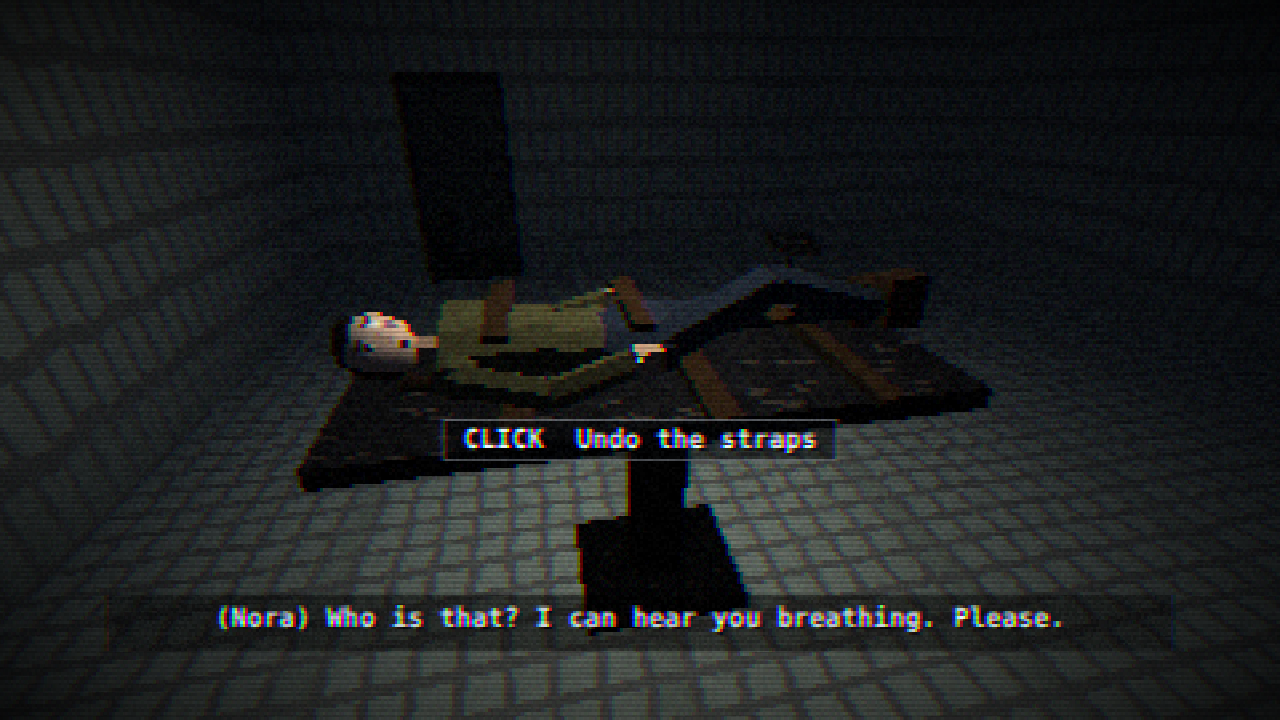 CLICK Undo the straps
(Nora) Who is that? I can hear you breathing. Please.